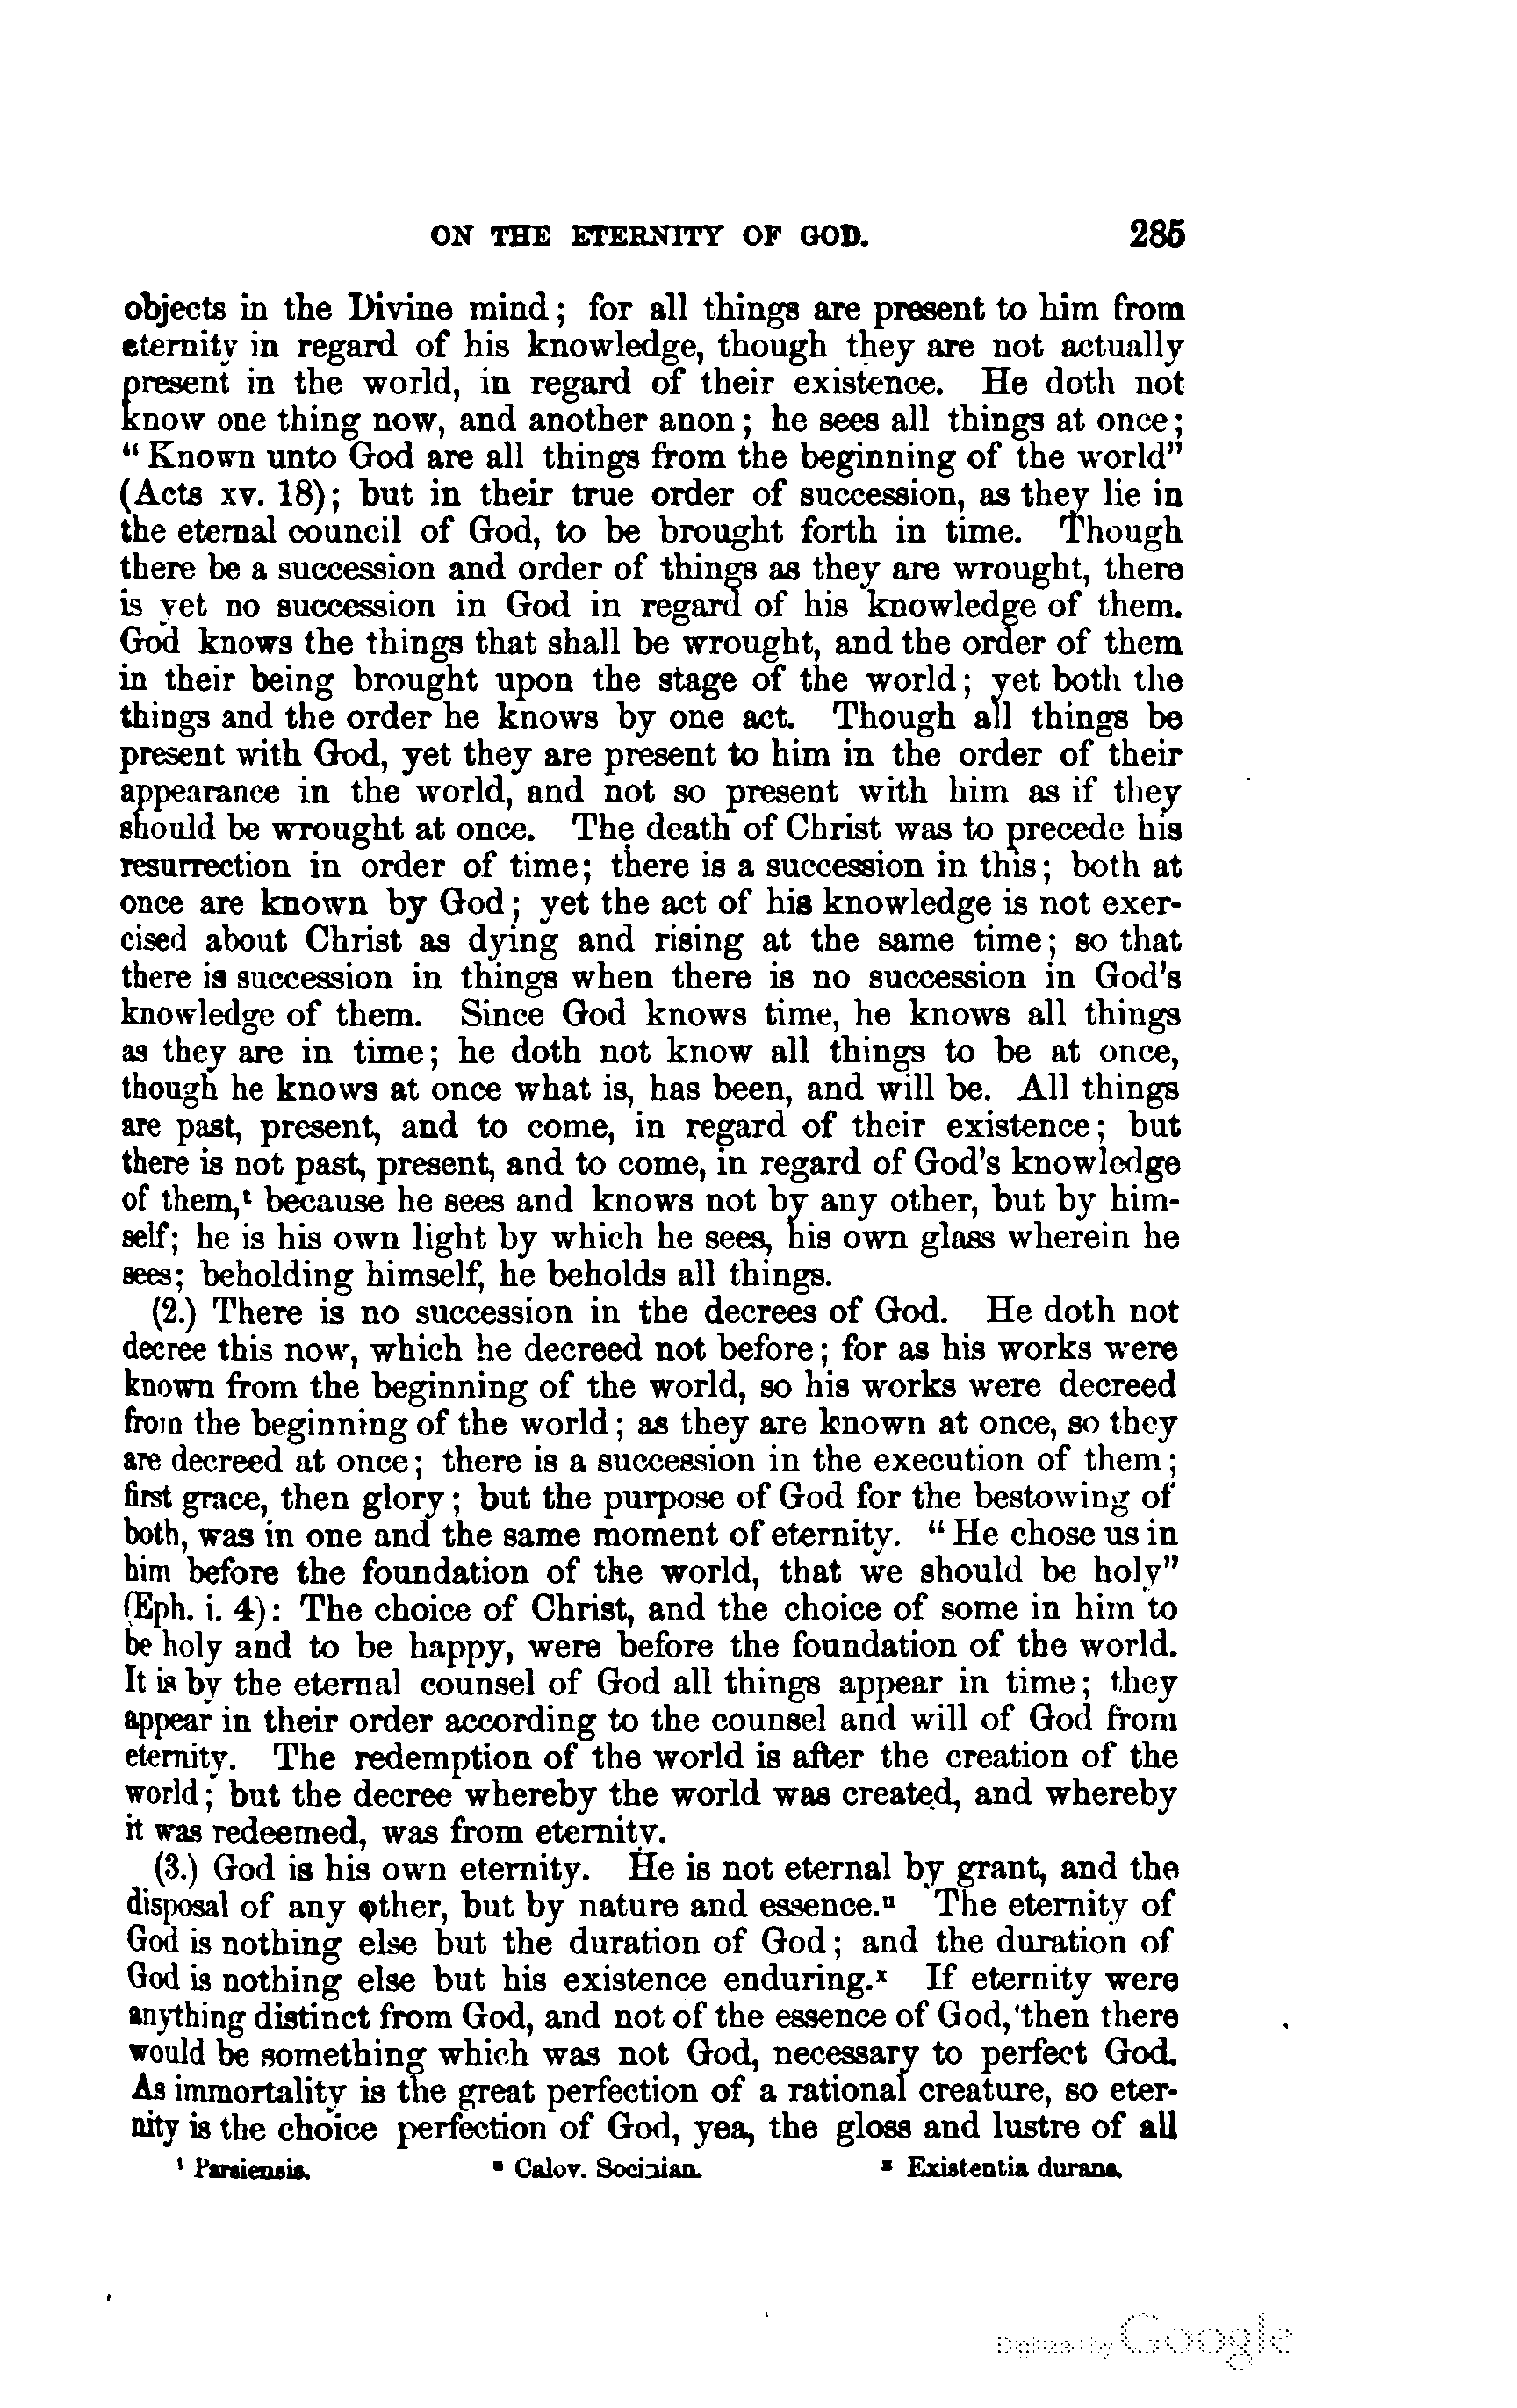 ON THE ETERNITY OF GOD. 285
objects in the Divine mind; for all things are present to him from
eternity in regard of his knowledge, though they are not actually
present in the world, in regard of their existence. He doth not
know one thing now, and another anon; he sees all things at once;
“Known unto God are all things from the beginning of the world”
(Acts xv. 18); but in their true order of succession, as they lie in
the eternal council of God, to be brought forth in time. Though
there be a succession and order of things as they are wrought, there
is yet no succession in God in regard of his knowledge of them.
God knows the things that shall be wrought, and the order of them
in their being brought upon the stage of the world; yet both the
things and the order he knows by one act. Though all things be
present with God, yet they are present to him in the order of their
appearance in the world, and not so present with him as if they
should be wrought at once. The death of Christ was to precede his
resurrection in order of time; there is a succession in this; both at
once are known by God; yet the act of his knowledge is not exer-
cised about Christ as dying and rising at the same time; so that
there is succession in things when there is no succession in God's
knowledge of them. Since God knows time, he knows all things
as they are in time; he doth not know all things to be at once,
though he knows at once what is, has been, and will be. All things
are past, present, and to come, in regard of their existence; but
there is not past, present, and to come, in regard of God's knowledge
of them,ᵗ because he sees and knows not by any other, but by him-
self; he is his own light by which he sees, his own glass wherein he
sees; beholding himself, he beholds all things.
(2.) There is no succession in the decrees of God. He doth not
decree this now, which he decreed not before; for as his works were
known from the beginning of the world, so his works were decreed
from the beginning of the world; as they are known at once, so they
are decreed at once; there is a succession in the execution of them;
first grace, then glory; but the purpose of God for the bestowing of
both, was in one and the same moment of eternity. “He chose us in
him before the foundation of the world, that we should be holy”
(Eph. i. 4): The choice of Christ, and the choice of some in him to
be holy and to be happy, were before the foundation of the world.
It is by the eternal counsel of God all things appear in time; they
appear in their order according to the counsel and will of God from
eternity. The redemption of the world is after the creation of the
world; but the decree whereby the world was created, and whereby
it was redeemed, was from eternity.
(3.) God is his own eternity. He is not eternal by grant, and the
disposal of any other, but by nature and essence.ᵘ The eternity of
God is nothing else but the duration of God; and the duration of
God is nothing else but his existence enduring.ˣ If eternity were
anything distinct from God, and not of the essence of God, then there
would be something which was not God, necessary to perfect God.
As immortality is the great perfection of a rational creature, so eter-
nity is the choice perfection of God, yea, the gloss and lustre of all
ᵗ Parsiensis. ᵘ Calov. Socinian. ˣ Existentia durans.
Digitized by Google